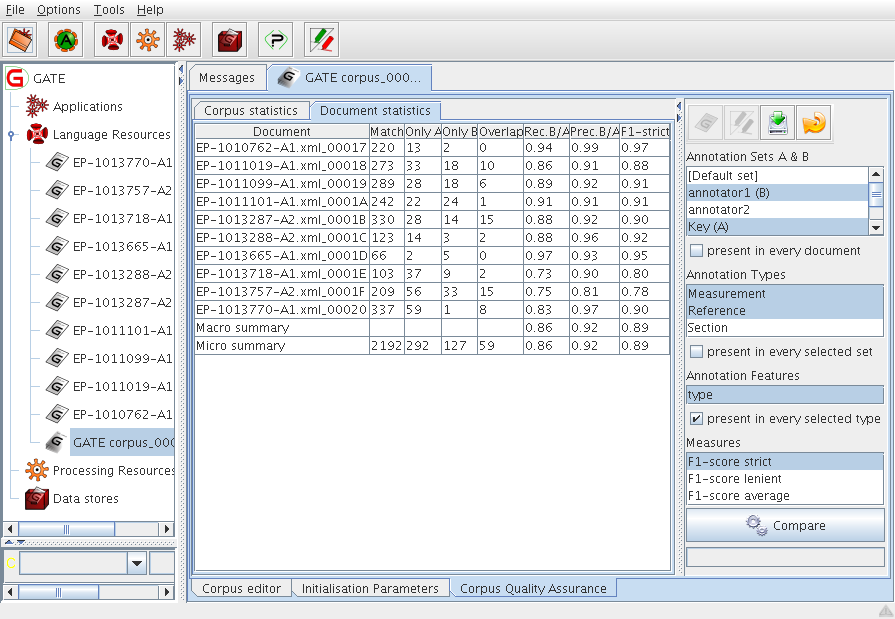 File Options Tools Help
GATE
Applications
Language Resources
EP-1013770-A1
EP-1013757-A2
EP-1013718-A1
EP-1013665-A1
EP-1013288-A2
EP-1013287-A2
EP-1011101-A1
EP-1011099-A1
EP-1011019-A1
EP-1010762-A1
GATE corpus_000
Processing Resources
Data stores
Messages GATE corpus_000...
Corpus statistics Document statistics
Document Match Only A Only B Overlap Rec.B/A Prec.B/A F1-strict
EP-1010762-A1.xml_00017 220 13 2 0 0.94 0.99 0.97
EP-1011019-A1.xml_00018 273 33 18 10 0.86 0.91 0.88
EP-1011099-A1.xml_00019 289 28 18 6 0.89 0.92 0.91
EP-1011101-A1.xml_0001A 242 22 24 1 0.91 0.91 0.91
EP-1013287-A2.xml_0001B 330 28 14 15 0.88 0.92 0.90
EP-1013288-A2.xml_0001C 123 14 3 2 0.88 0.96 0.92
EP-1013665-A1.xml_0001D 66 2 5 0 0.97 0.93 0.95
EP-1013718-A1.xml_0001E 103 37 9 2 0.73 0.90 0.80
EP-1013757-A2.xml_0001F 209 56 33 15 0.75 0.81 0.78
EP-1013770-A1.xml_00020 337 59 1 8 0.83 0.97 0.90
Macro summary 0.86 0.92 0.89
Micro summary 2192 292 127 59 0.86 0.92 0.89
Annotation Sets A & B
[Default set]
annotator1 (B)
annotator2
Key (A)
present in every document
Annotation Types
Measurement
Reference
Section
present in every selected set
Annotation Features
type
present in every selected type
Measures
F1-score strict
F1-score lenient
F1-score average
Compare
Corpus editor Initialisation Parameters Corpus Quality Assurance